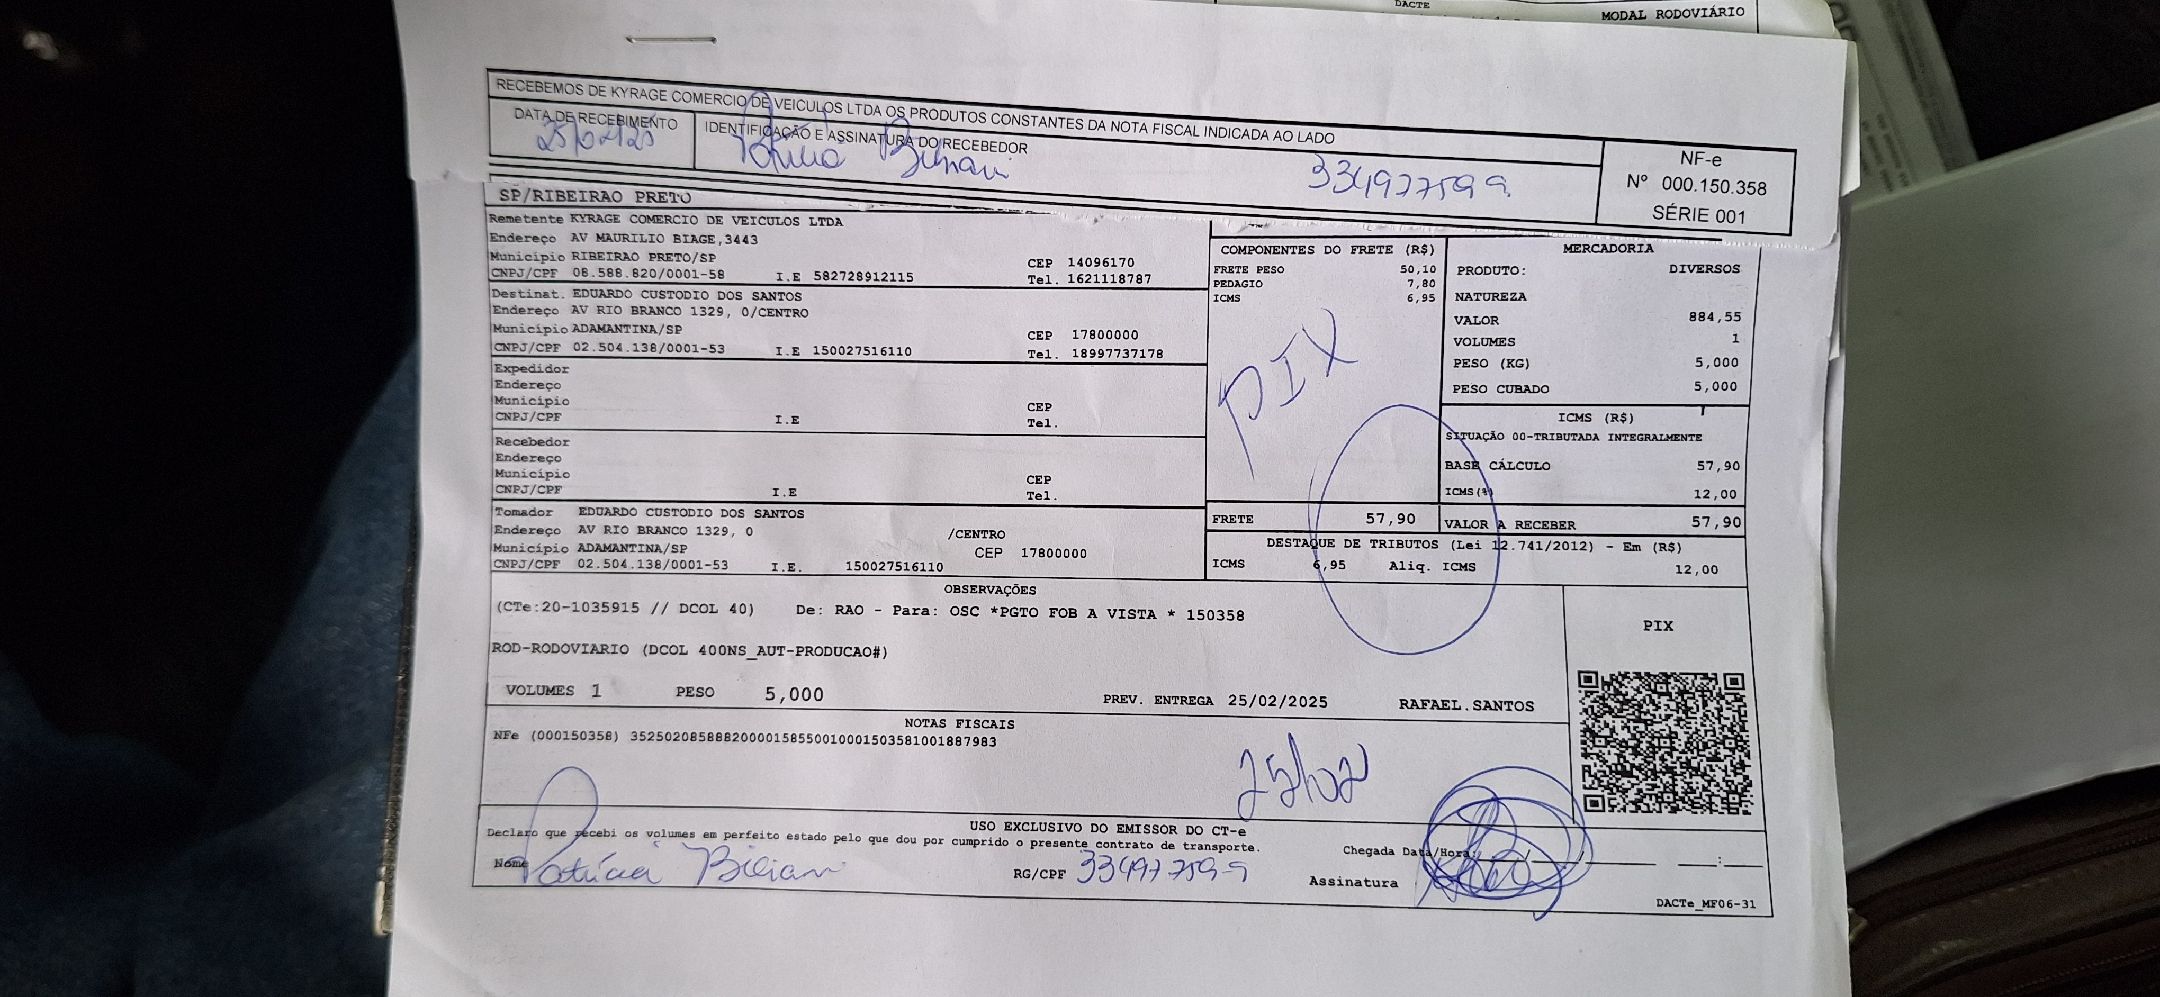 DACTE
MODAL RODOVIÁRIO
RECEBEMOS DE KYRAGE COMERCIO DE VEICULOS LTDA OS PRODUTOS CONSTANTES DA NOTA FISCAL INDICADA AO LADO
DATA DE RECEBIMENTO
25/02/25
IDENTIFICAÇÃO E ASSINATURA DO RECEBEDOR
334977599
NF-e
Nº 000.150.358
SÉRIE 001
SP/RIBEIRAO PRETO
Remetente KYRAGE COMERCIO DE VEICULOS LTDA
Endereço AV MAURILIO BIAGE,3443
Município RIBEIRAO PRETO/SP CEP 14096170
CNPJ/CPF 08.588.820/0001-58 I.E 582728912115 Tel. 1621118787
Destinat. EDUARDO CUSTODIO DOS SANTOS
Endereço AV RIO BRANCO 1329, 0/CENTRO
Município ADAMANTINA/SP CEP 17800000
CNPJ/CPF 02.504.138/0001-53 I.E 150027516110 Tel. 18997737178
Expedidor
Endereço
Município CEP
CNPJ/CPF I.E Tel.
Recebedor
Endereço
Município CEP
CNPJ/CPF I.E Tel.
Tomador EDUARDO CUSTODIO DOS SANTOS
Endereço AV RIO BRANCO 1329, 0 /CENTRO
Município ADAMANTINA/SP CEP 17800000
CNPJ/CPF 02.504.138/0001-53 I.E. 150027516110
COMPONENTES DO FRETE (R$)
FRETE PESO 50,10
PEDAGIO 7,80
ICMS 6,95
PIX
FRETE 57,90
MERCADORIA
PRODUTO: DIVERSOS
NATUREZA
VALOR 884,55
VOLUMES 1
PESO (KG) 5,000
PESO CUBADO 5,000
ICMS (R$)
SITUAÇÃO 00-TRIBUTADA INTEGRALMENTE
BASE CÁLCULO 57,90
ICMS(%) 12,00
VALOR A RECEBER 57,90
DESTAQUE DE TRIBUTOS (Lei 12.741/2012) - Em (R$)
ICMS 6,95 Aliq. ICMS 12,00
OBSERVAÇÕES
(CTe:20-1035915 // DCOL 40) De: RAO - Para: OSC *PGTO FOB A VISTA * 150358
ROD-RODOVIARIO (DCOL 400NS_AUT-PRODUCAO#)
VOLUMES 1 PESO 5,000 PREV. ENTREGA 25/02/2025 RAFAEL.SANTOS
PIX
NOTAS FISCAIS
NFe (000150358) 35250208588820000158550010001503581001887983
25/02
USO EXCLUSIVO DO EMISSOR DO CT-e
Declaro que recebi os volumes em perfeito estado pelo que dou por cumprido o presente contrato de transporte.
Nome Patrícia RG/CPF 334977599
Chegada Data/Hora:
Assinatura
DACTe_MF06-31